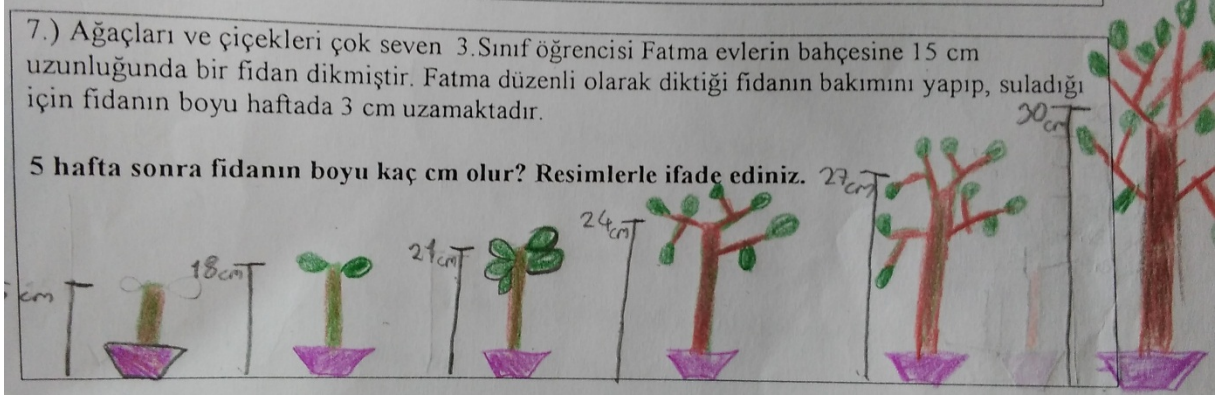 7.) Ağaçları ve çiçekleri çok seven 3.Sınıf öğrencisi Fatma evlerin bahçesine 15 cm
uzunluğunda bir fidan dikmiştir. Fatma düzenli olarak diktiği fidanın bakımını yapıp, suladığı
için fidanın boyu haftada 3 cm uzamaktadır.
5 hafta sonra fidanın boyu kaç cm olur? Resimlerle ifade ediniz.
5 cm
18cm
21cm
24cm
27cm
30cm